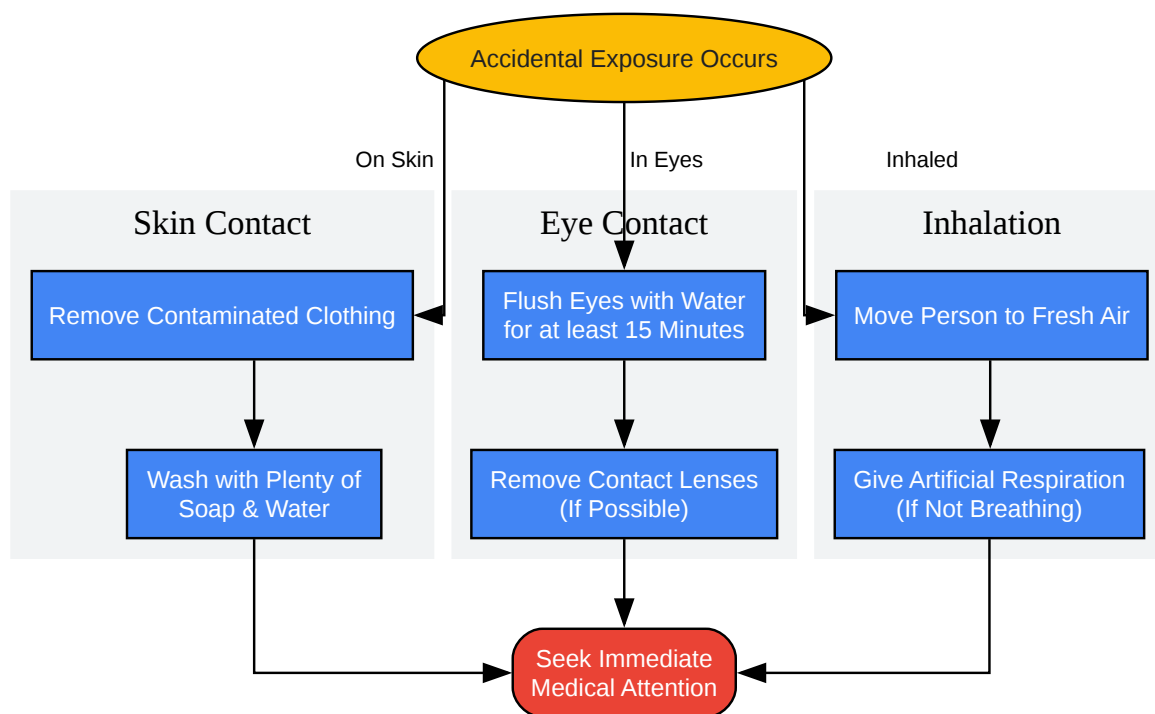 Accidental Exposure Occurs
On Skin
In Eyes
Inhaled
Skin Contact
Eye Contact
Inhalation
Remove Contaminated Clothing
Flush Eyes with Water
for at least 15 Minutes
Move Person to Fresh Air
Wash with Plenty of
Soap & Water
Remove Contact Lenses
(If Possible)
Give Artificial Respiration
(If Not Breathing)
Seek Immediate
Medical Attention